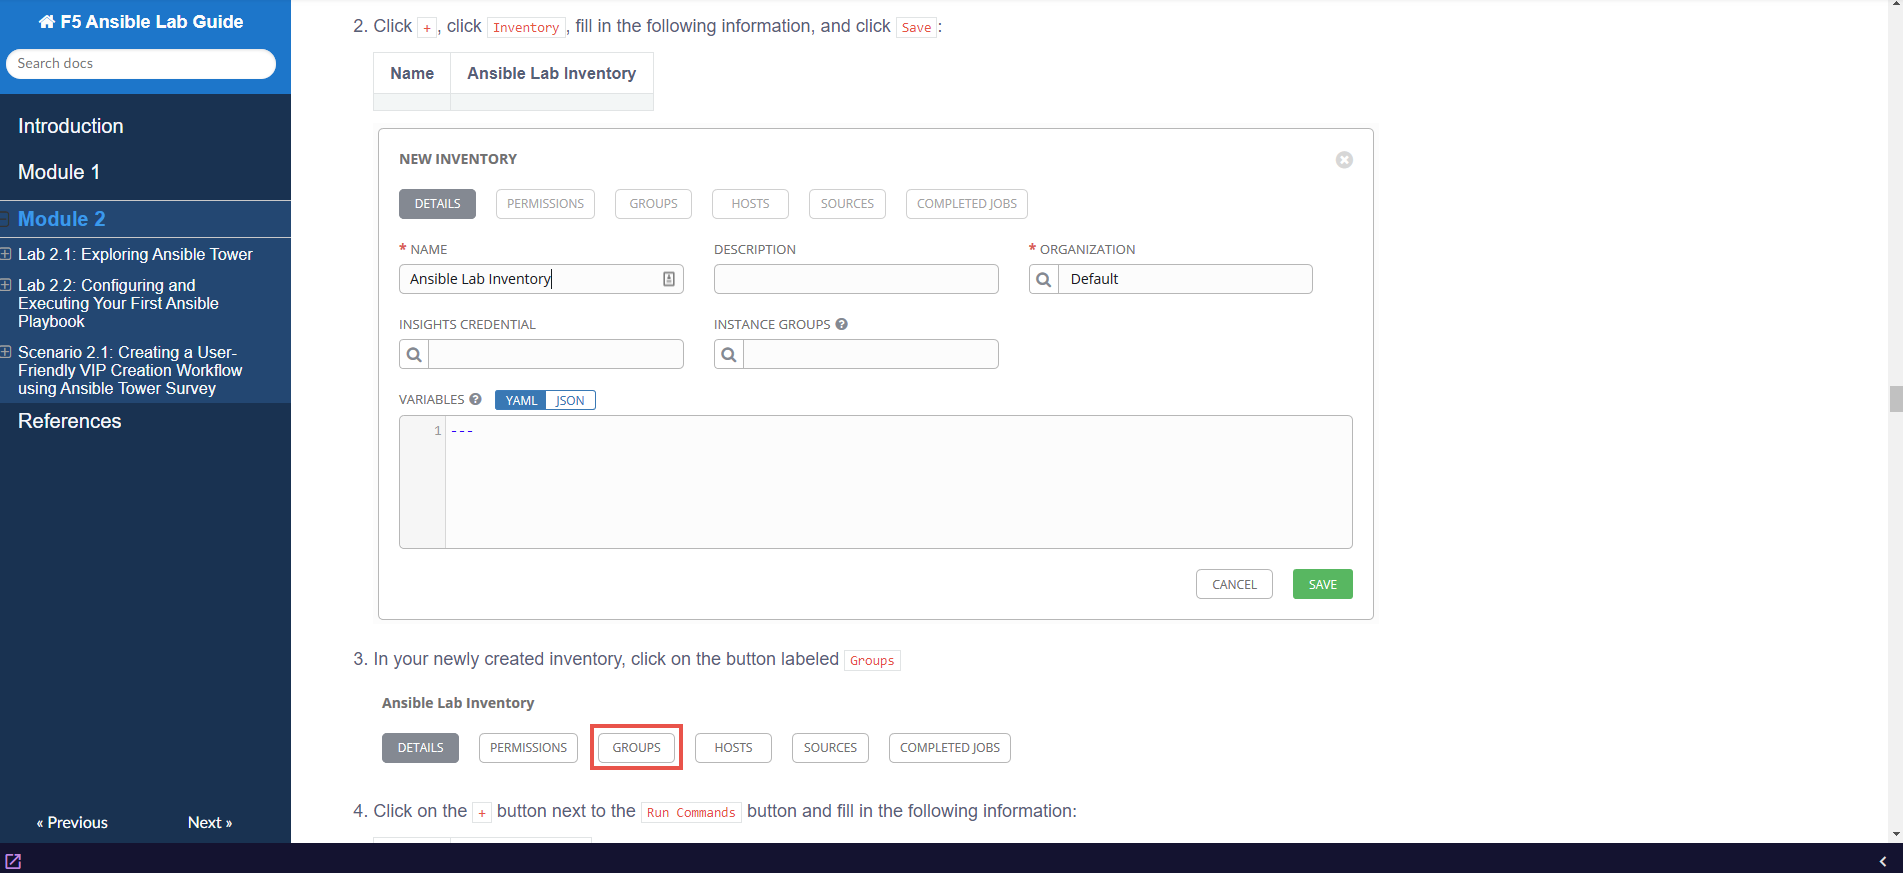 F5 Ansible Lab Guide
Search docs
Introduction
Module 1
Module 2
Lab 2.1: Exploring Ansible Tower
Lab 2.2: Configuring and
Executing Your First Ansible
Playbook
Scenario 2.1: Creating a User-
Friendly VIP Creation Workflow
using Ansible Tower Survey
References
« Previous
Next »
2. Click + , click Inventory , fill in the following information, and click Save :
Name Ansible Lab Inventory
NEW INVENTORY
DETAILS PERMISSIONS GROUPS HOSTS SOURCES COMPLETED JOBS
* NAME DESCRIPTION * ORGANIZATION
Ansible Lab Inventory Default
INSIGHTS CREDENTIAL INSTANCE GROUPS ?
VARIABLES ? YAML JSON
1 ---
CANCEL SAVE
3. In your newly created inventory, click on the button labeled Groups
Ansible Lab Inventory
DETAILS PERMISSIONS GROUPS HOSTS SOURCES COMPLETED JOBS
4. Click on the + button next to the Run Commands button and fill in the following information: